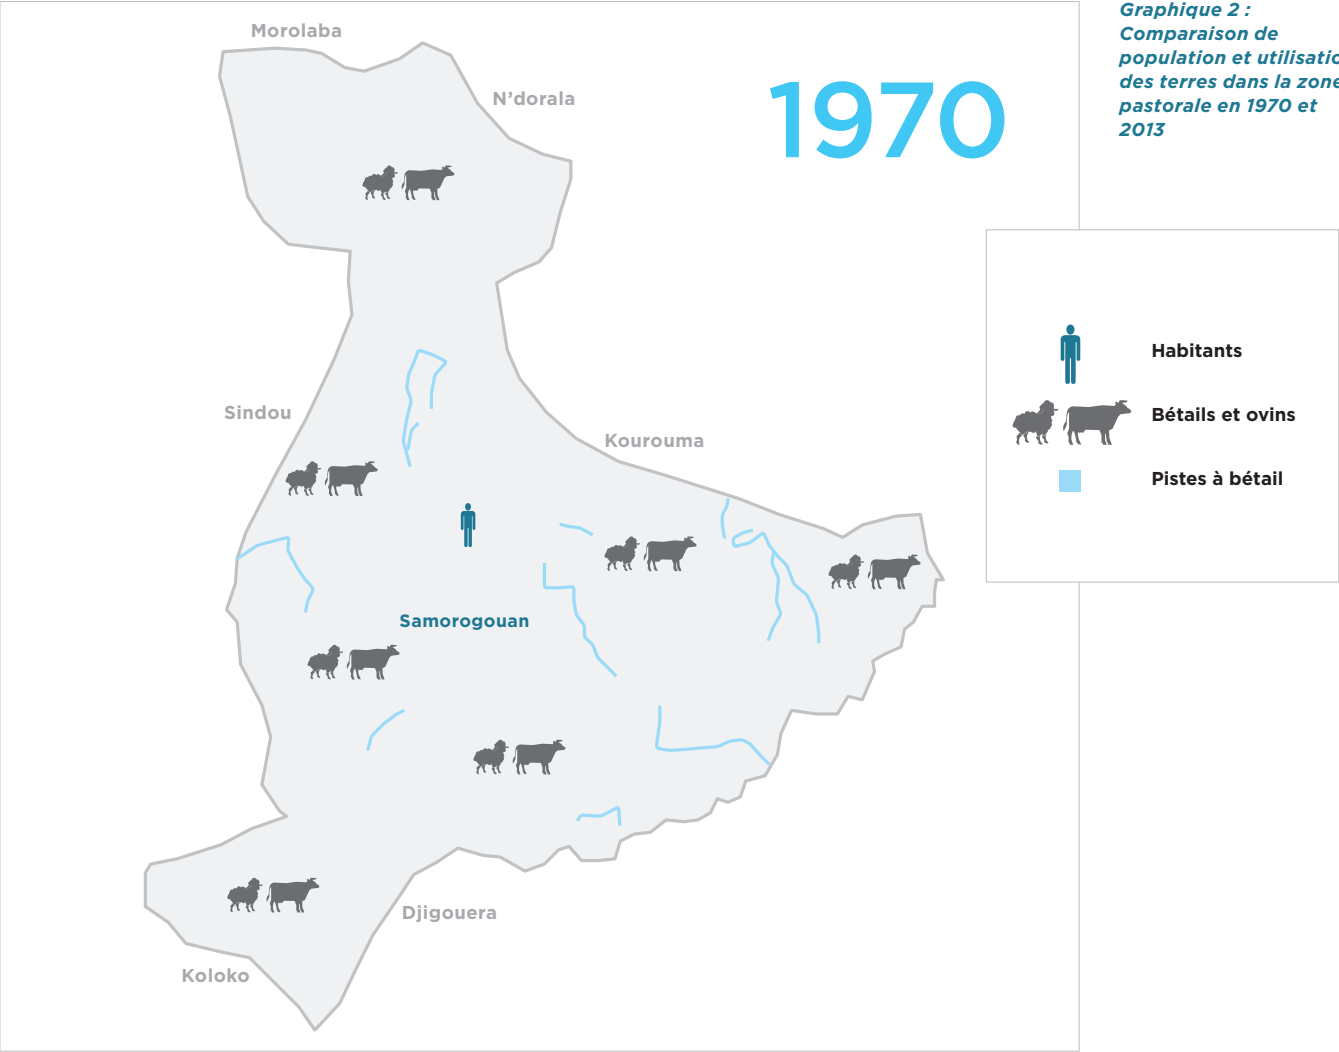 Graphique 2 :
Comparaison de
population et utilisatio
des terres dans la zone
pastorale en 1970 et
2013
1970
Morolaba
N'dorala
Sindou
Kourouma
Samorogouan
Djigouera
Koloko
Habitants
Bétails et ovins
Pistes à bétail